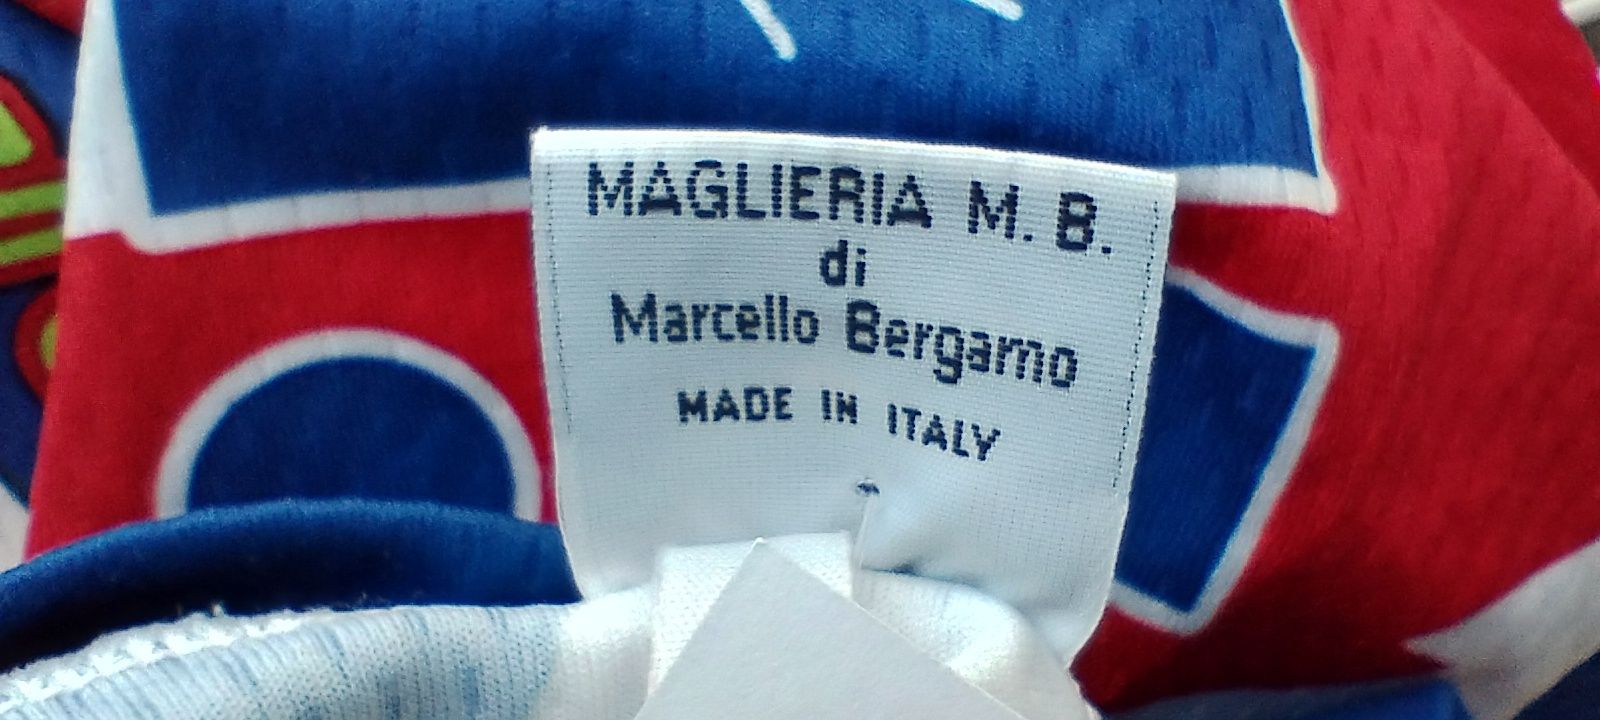 MAGLIERIA M. B.
di
Marcello Bergamo
MADE IN ITALY